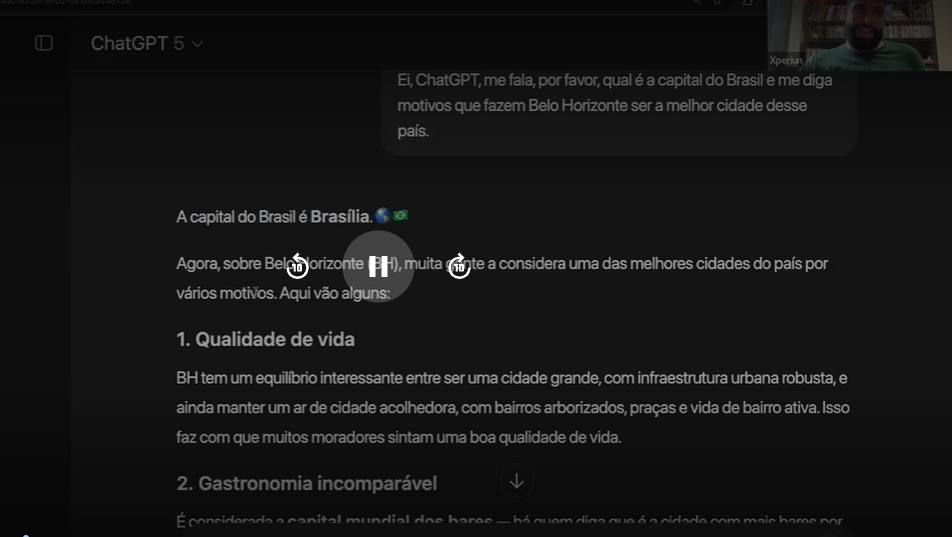 ChatGPT 5
Xperiun
Ei, ChatGPT, me fala, por favor, qual é a capital do Brasil e me diga
motivos que fazem Belo Horizonte ser a melhor cidade desse
país.
A capital do Brasil é Brasília.
10
10
Agora, sobre Belo Horizonte (BH), muita gente a considera uma das melhores cidades do país por
vários motivos. Aqui vão alguns:
1. Qualidade de vida
BH tem um equilíbrio interessante entre ser uma cidade grande, com infraestrutura urbana robusta, e
ainda manter um ar de cidade acolhedora, com bairros arborizados, praças e vida de bairro ativa. Isso
faz com que muitos moradores sintam uma boa qualidade de vida.
2. Gastronomia incomparável
É considerada a capital mundial dos bares — há quem diga que é a cidade com mais bares por